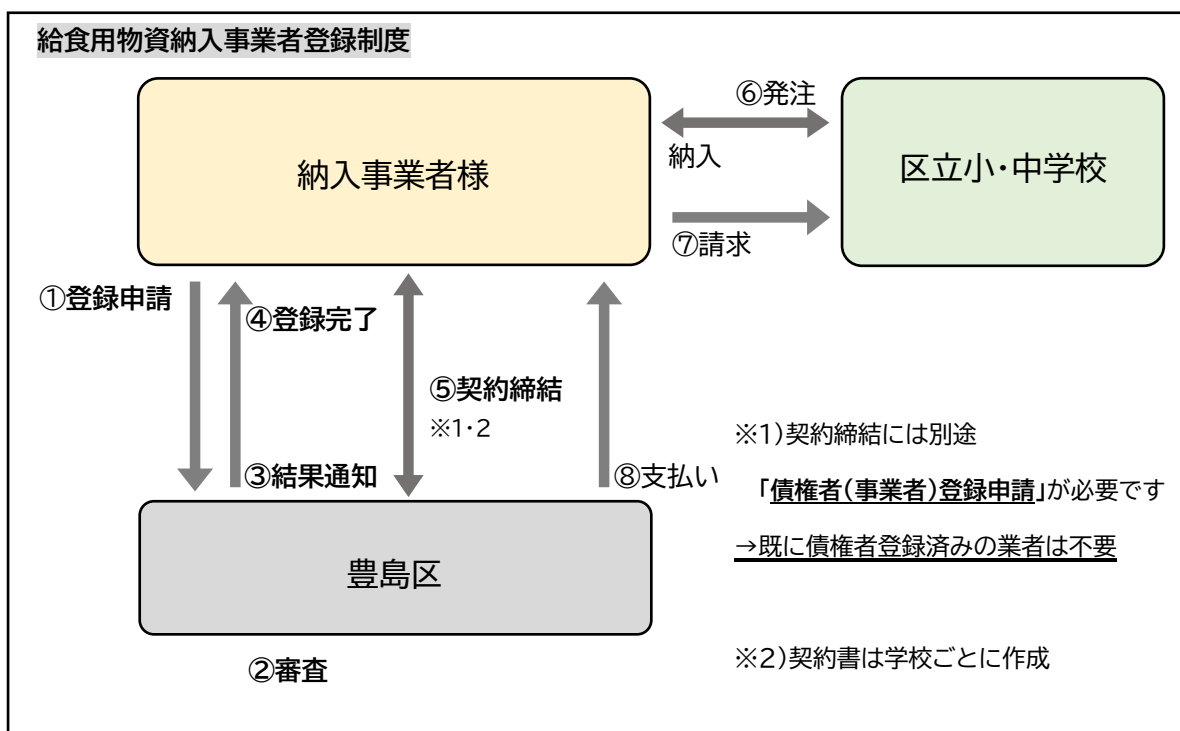 給食用物資納入事業者登録制度
⑥発注
納入事業者様
納入
区立小・中学校
⑦請求
①登録申請
④登録完了
⑤契約締結
※1・2
③結果通知
⑧支払い
※1)契約締結には別途
「債権者(事業者)登録申請」が必要です
→既に債権者登録済みの業者は不要
豊島区
②審査
※2)契約書は学校ごとに作成